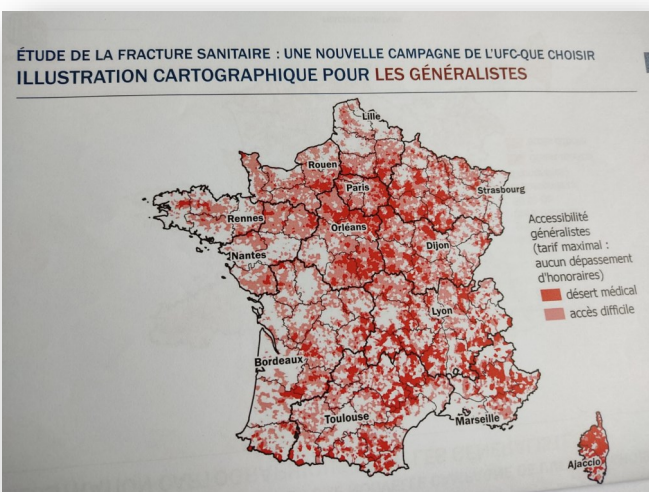 ÉTUDE DE LA FRACTURE SANITAIRE : UNE NOUVELLE CAMPAGNE DE L'UFC-QUE CHOISIR
ILLUSTRATION CARTOGRAPHIQUE POUR LES GÉNÉRALISTES
Lille
Rouen
Paris
Strasbourg
Rennes
Orléans
Nantes
Dijon
Accessibilité
généralistes
(tarif maximal :
aucun dépassement
d'honoraires)
désert médical
accès difficile
Lyon
Bordeaux
Toulouse
Marseille
Ajaccio